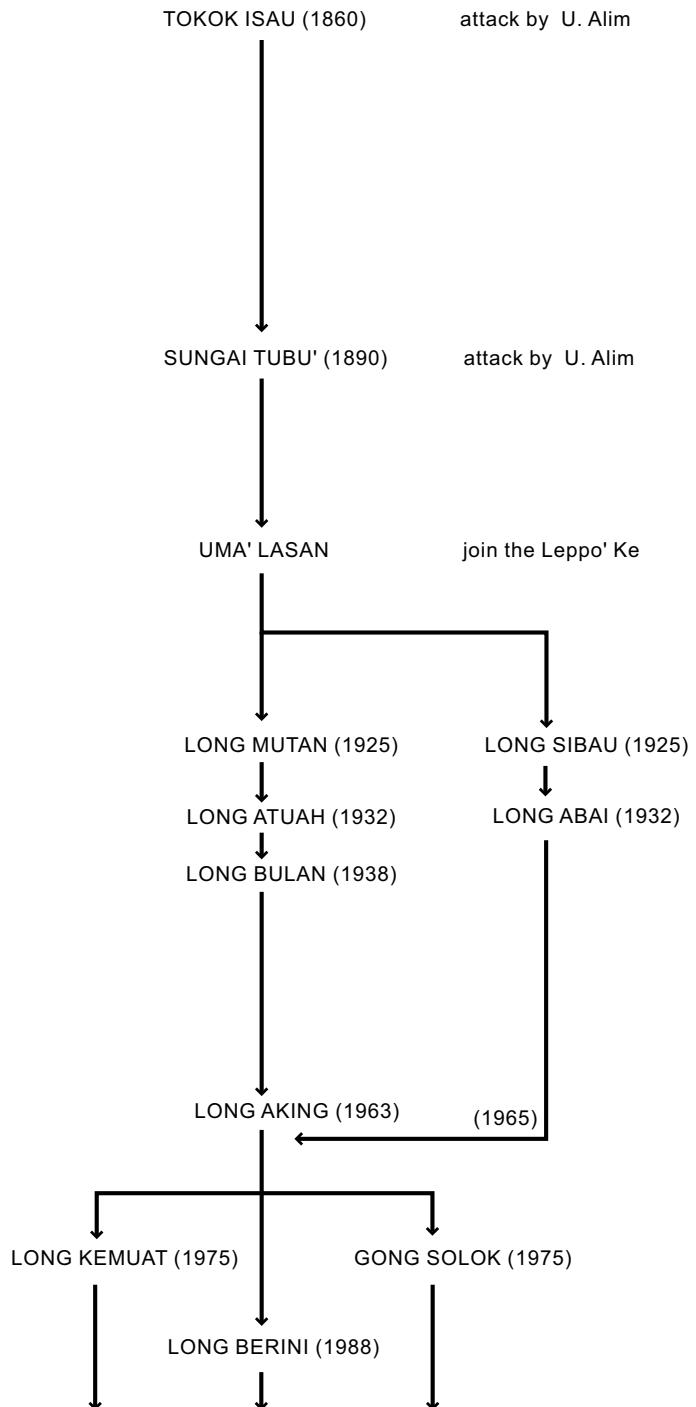 TOKOK ISAU (1860) attack by U. Alim
SUNGAI TUBU' (1890) attack by U. Alim
UMA' LASAN join the Leppo' Ke
LONG MUTAN (1925) LONG SIBAU (1925)
LONG ATUAH (1932) LONG ABAI (1932)
LONG BULAN (1938)
LONG AKING (1963) (1965)
LONG KEMUAT (1975) GONG SOLOK (1975)
LONG BERINI (1988)